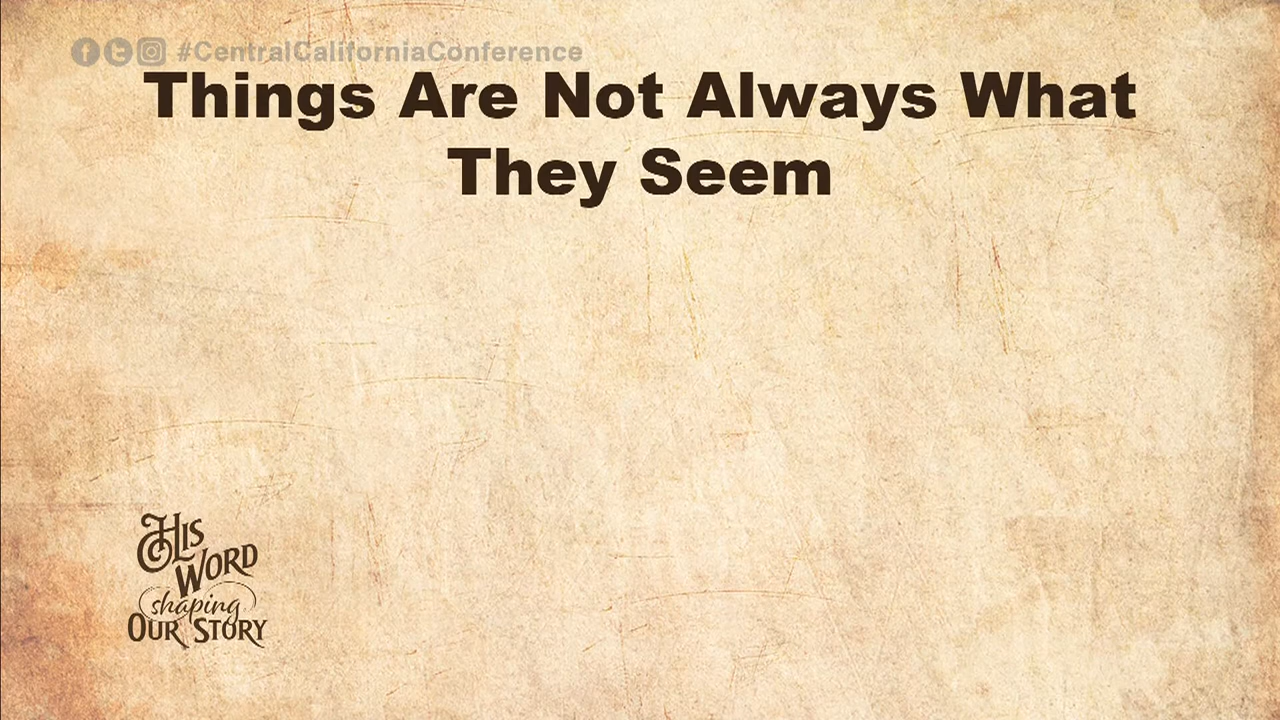 #CentralCaliforniaConference
Things Are Not Always What
They Seem
His
Word
shaping
Our Story